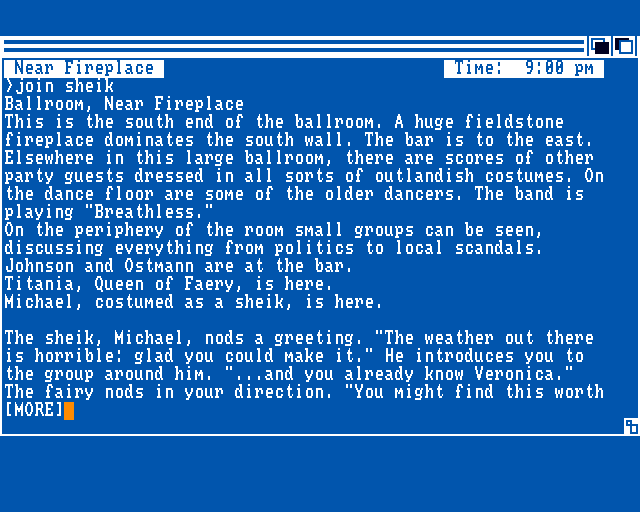 Near Fireplace Time: 9:00 pm
>join sheik
Ballroom, Near Fireplace
This is the south end of the ballroom. A huge fieldstone
fireplace dominates the south wall. The bar is to the east.
Elsewhere in this large ballroom, there are scores of other
party guests dressed in all sorts of outlandish costumes. On
the dance floor are some of the older dancers. The band is
playing "Breathless."
On the periphery of the room small groups can be seen,
discussing everything from politics to local scandals.
Johnson and Ostmann are at the bar.
Titania, Queen of Faery, is here.
Michael, costumed as a sheik, is here.
The sheik, Michael, nods a greeting. "The weather out there
is horrible: glad you could make it." He introduces you to
the group around him. "...and you already know Veronica."
The fairy nods in your direction. "You might find this worth
[MORE]